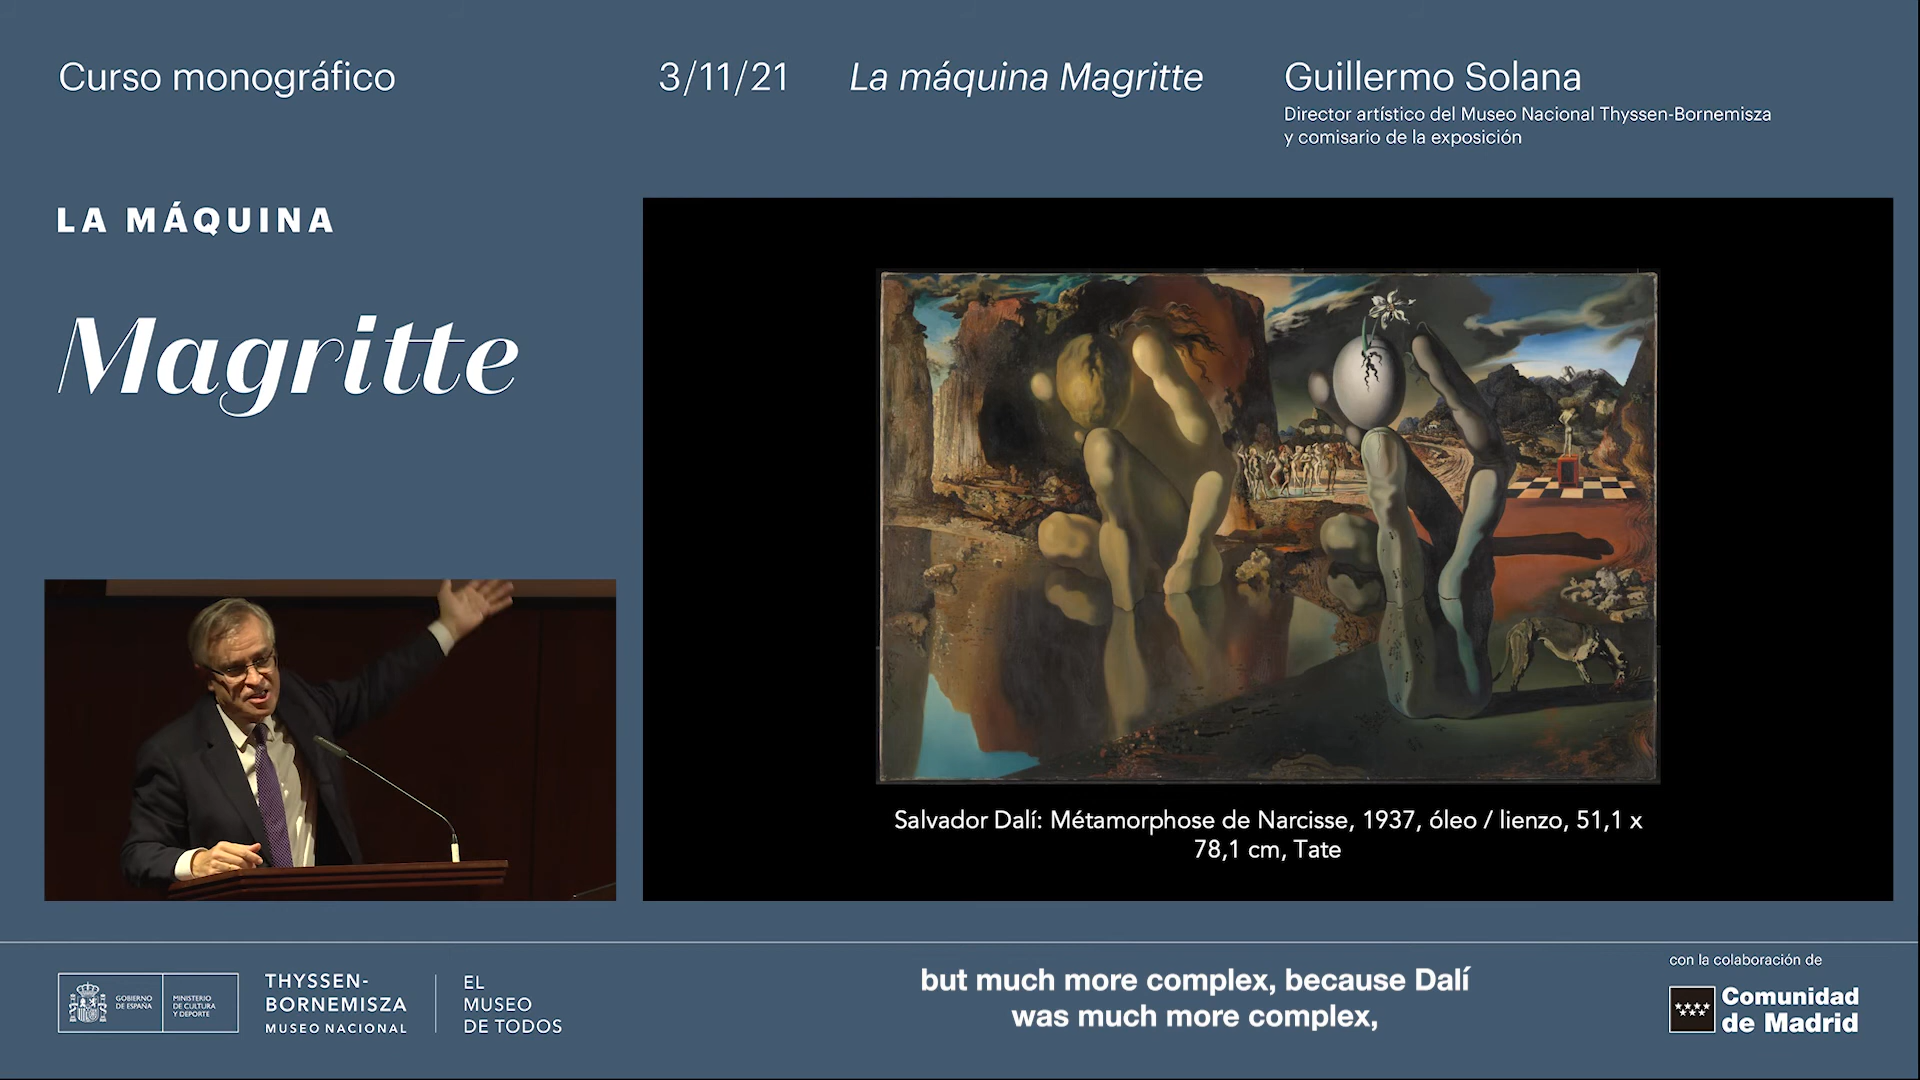 Curso monográfico
3/11/21
La máquina Magritte
Guillermo Solana
Director artístico del Museo Nacional Thyssen-Bornemisza
y comisario de la exposición
LA MÁQUINA
Magritte
Salvador Dalí: Métamorphose de Narcisse, 1937, óleo / lienzo, 51,1 x
78,1 cm, Tate
GOBIERNO
DE ESPAÑA
MINISTERIO
DE CULTURA
Y DEPORTE
THYSSEN-
BORNEMISZA
MUSEO NACIONAL
EL
MUSEO
DE TODOS
but much more complex, because Dalí
was much more complex,
con la colaboración de
Comunidad
de Madrid